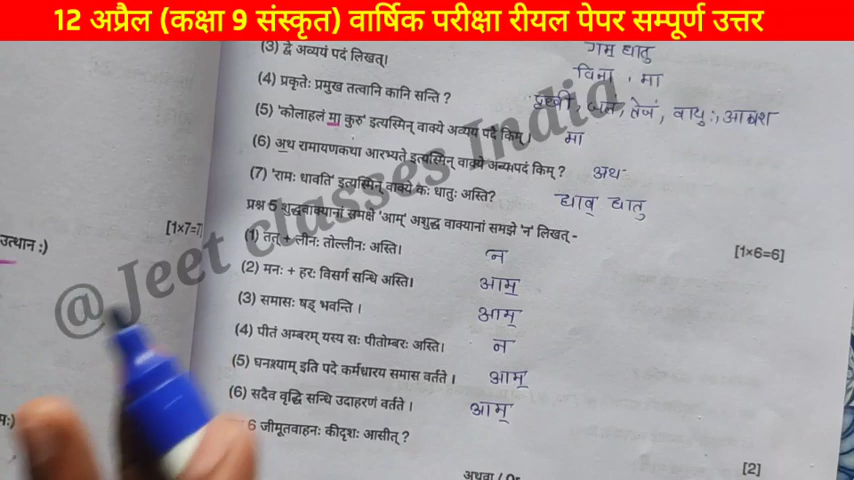 12 अप्रैल (कक्षा 9 संस्कृत) वार्षिक परीक्षा रीयल पेपर सम्पूर्ण उत्तर
गम् धातु
(3) द्वे अव्ययं पदं लिखत्।
विना, मा
(4) प्रकृतेः प्रमुख तत्वानि कानि सन्ति ?
पृथ्वी, जलं, तेजं, वायुः, आकाश
(5) 'कोलाहलं मा कुरु' इत्यस्मिन् वाक्ये अव्यय पदं किम्।
मा
(6) अथ रामायणकथा आरभ्यते इत्यस्मिन् वाक्ये अव्ययपदं किम् ?
अथ
(7) 'रामः धावति' इत्यस्मिन् वाक्ये कः धातुः अस्ति?
धाव् धातु
प्रश्न 5 शुद्धवाक्यानां समक्षे 'आम्' अशुद्ध वाक्यानां समक्षे 'न' लिखत् -
[1×6=6]
(1) तत् + लीनः तोल्लीनः अस्ति।
न
(2) मनः + हरः विसर्ग सन्धि अस्ति।
आम्
(3) समासः षड् भवन्ति ।
आम्
(4) पीतं अम्बरम् यस्य सः पीतोम्बरः अस्ति।
न
(5) घनश्याम् इति पदे कर्मधारय समास वर्तते ।
आम्
(6) सदैव वृद्धि सन्धि उदाहरणं वर्तते ।
आम्
6 जीमूतवाहनः कीदृशः आसीत् ?
[2]
अथवा / Or
[1×7=7]
उत्थान :)
@Jeet classes India